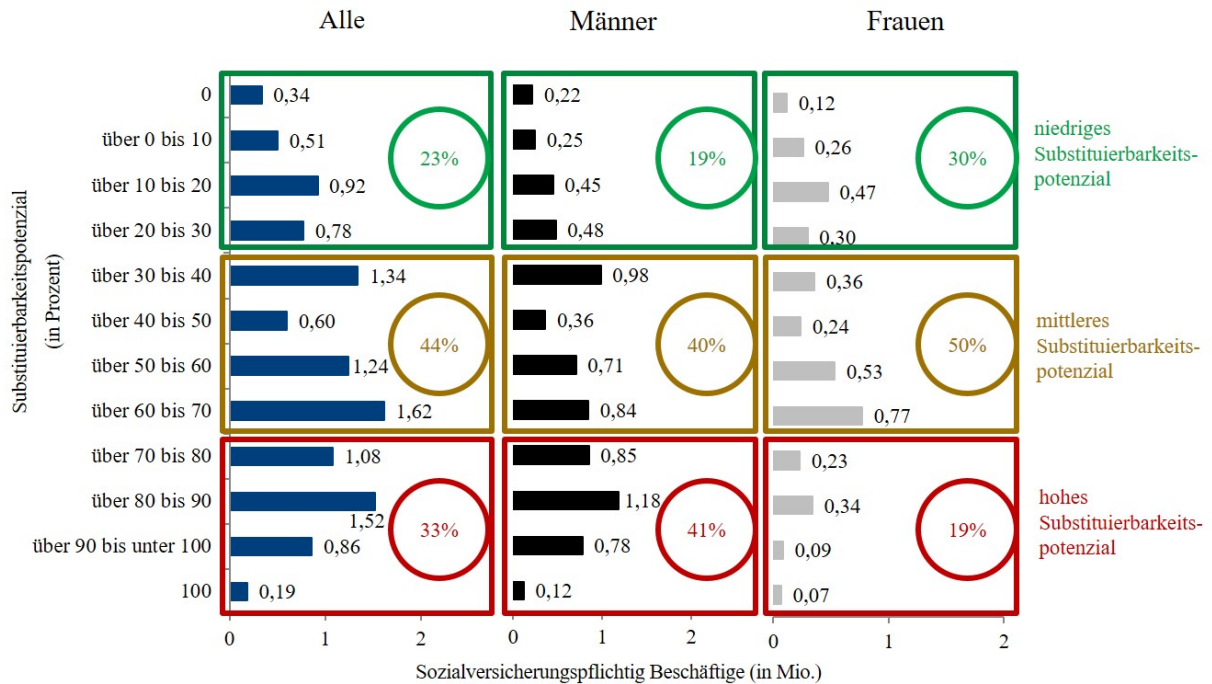 Alle Männer Frauen
Substituierbarkeitspotenzial
(in Prozent)
0 0,34 0,22 0,12
über 0 bis 10 0,51 0,25 0,26
23% 19% 30%
niedriges
Substituierbarkeits-
potenzial
über 10 bis 20 0,92 0,45 0,47
über 20 bis 30 0,78 0,48 0,30
über 30 bis 40 1,34 0,98 0,36
über 40 bis 50 0,60 0,36 0,24
44% 40% 50%
mittleres
Substituierbarkeits-
potenzial
über 50 bis 60 1,24 0,71 0,53
über 60 bis 70 1,62 0,84 0,77
über 70 bis 80 1,08 0,85 0,23
über 80 bis 90 1,52 1,18 0,34
33% 41% 19%
hohes
Substituierbarkeits-
potenzial
über 90 bis unter 100 0,86 0,78 0,09
100 0,19 0,12 0,07
0 1 2 0 1 2 0 1 2
Sozialversicherungspflichtig Beschäftige (in Mio.)